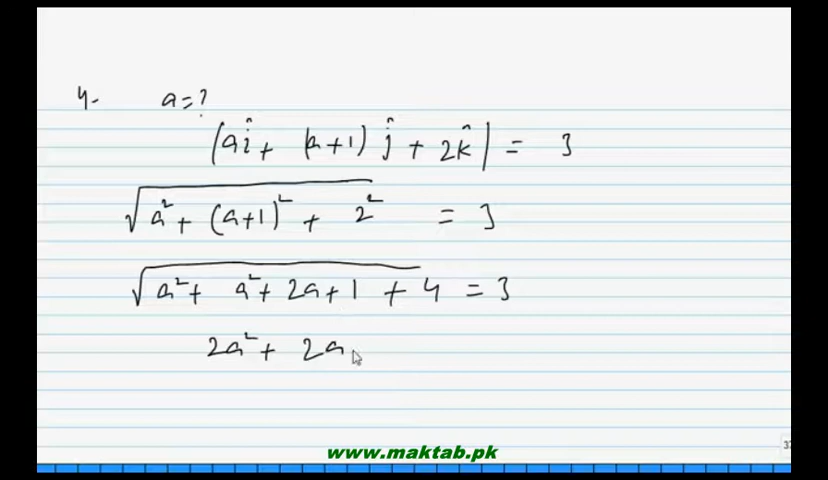 4- a=?
|aî + (a+1) ĵ + 2k̂| = 3
√a² + (a+1)² + 2² = 3
√a² + a² + 2a + 1 + 4 = 3
2a² + 2a
www.maktab.pk